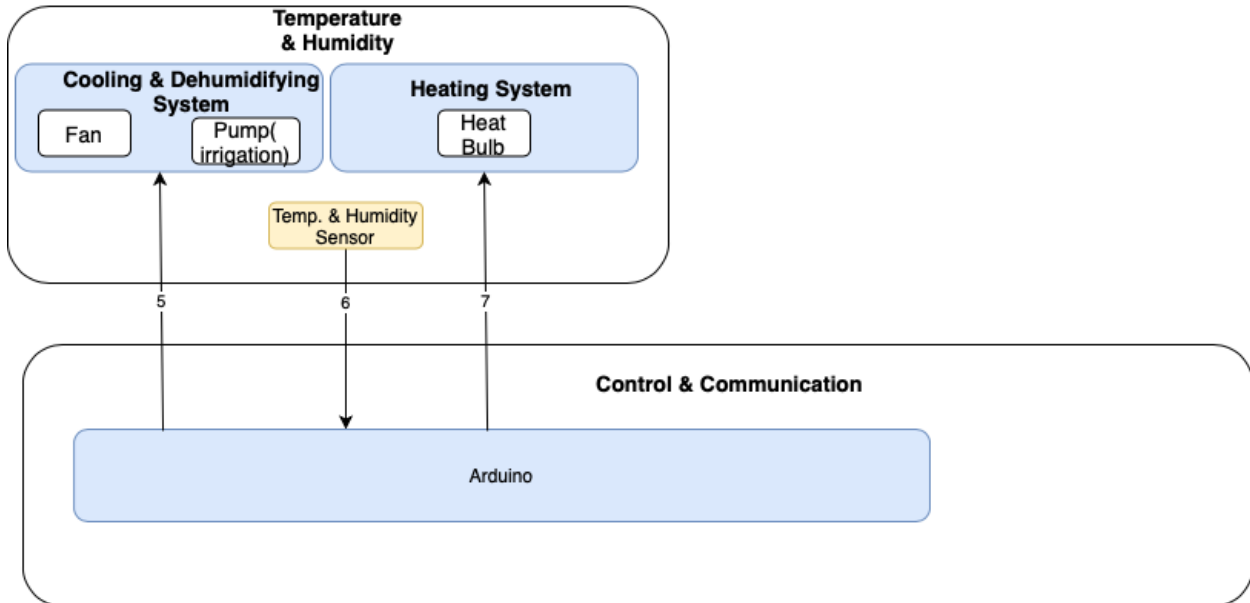 Temperature
& Humidity
Cooling & Dehumidifying
System
Heating System
Fan
Pump(
irrigation)
Heat
Bulb
Temp. & Humidity
Sensor
5
6
7
Control & Communication
Arduino